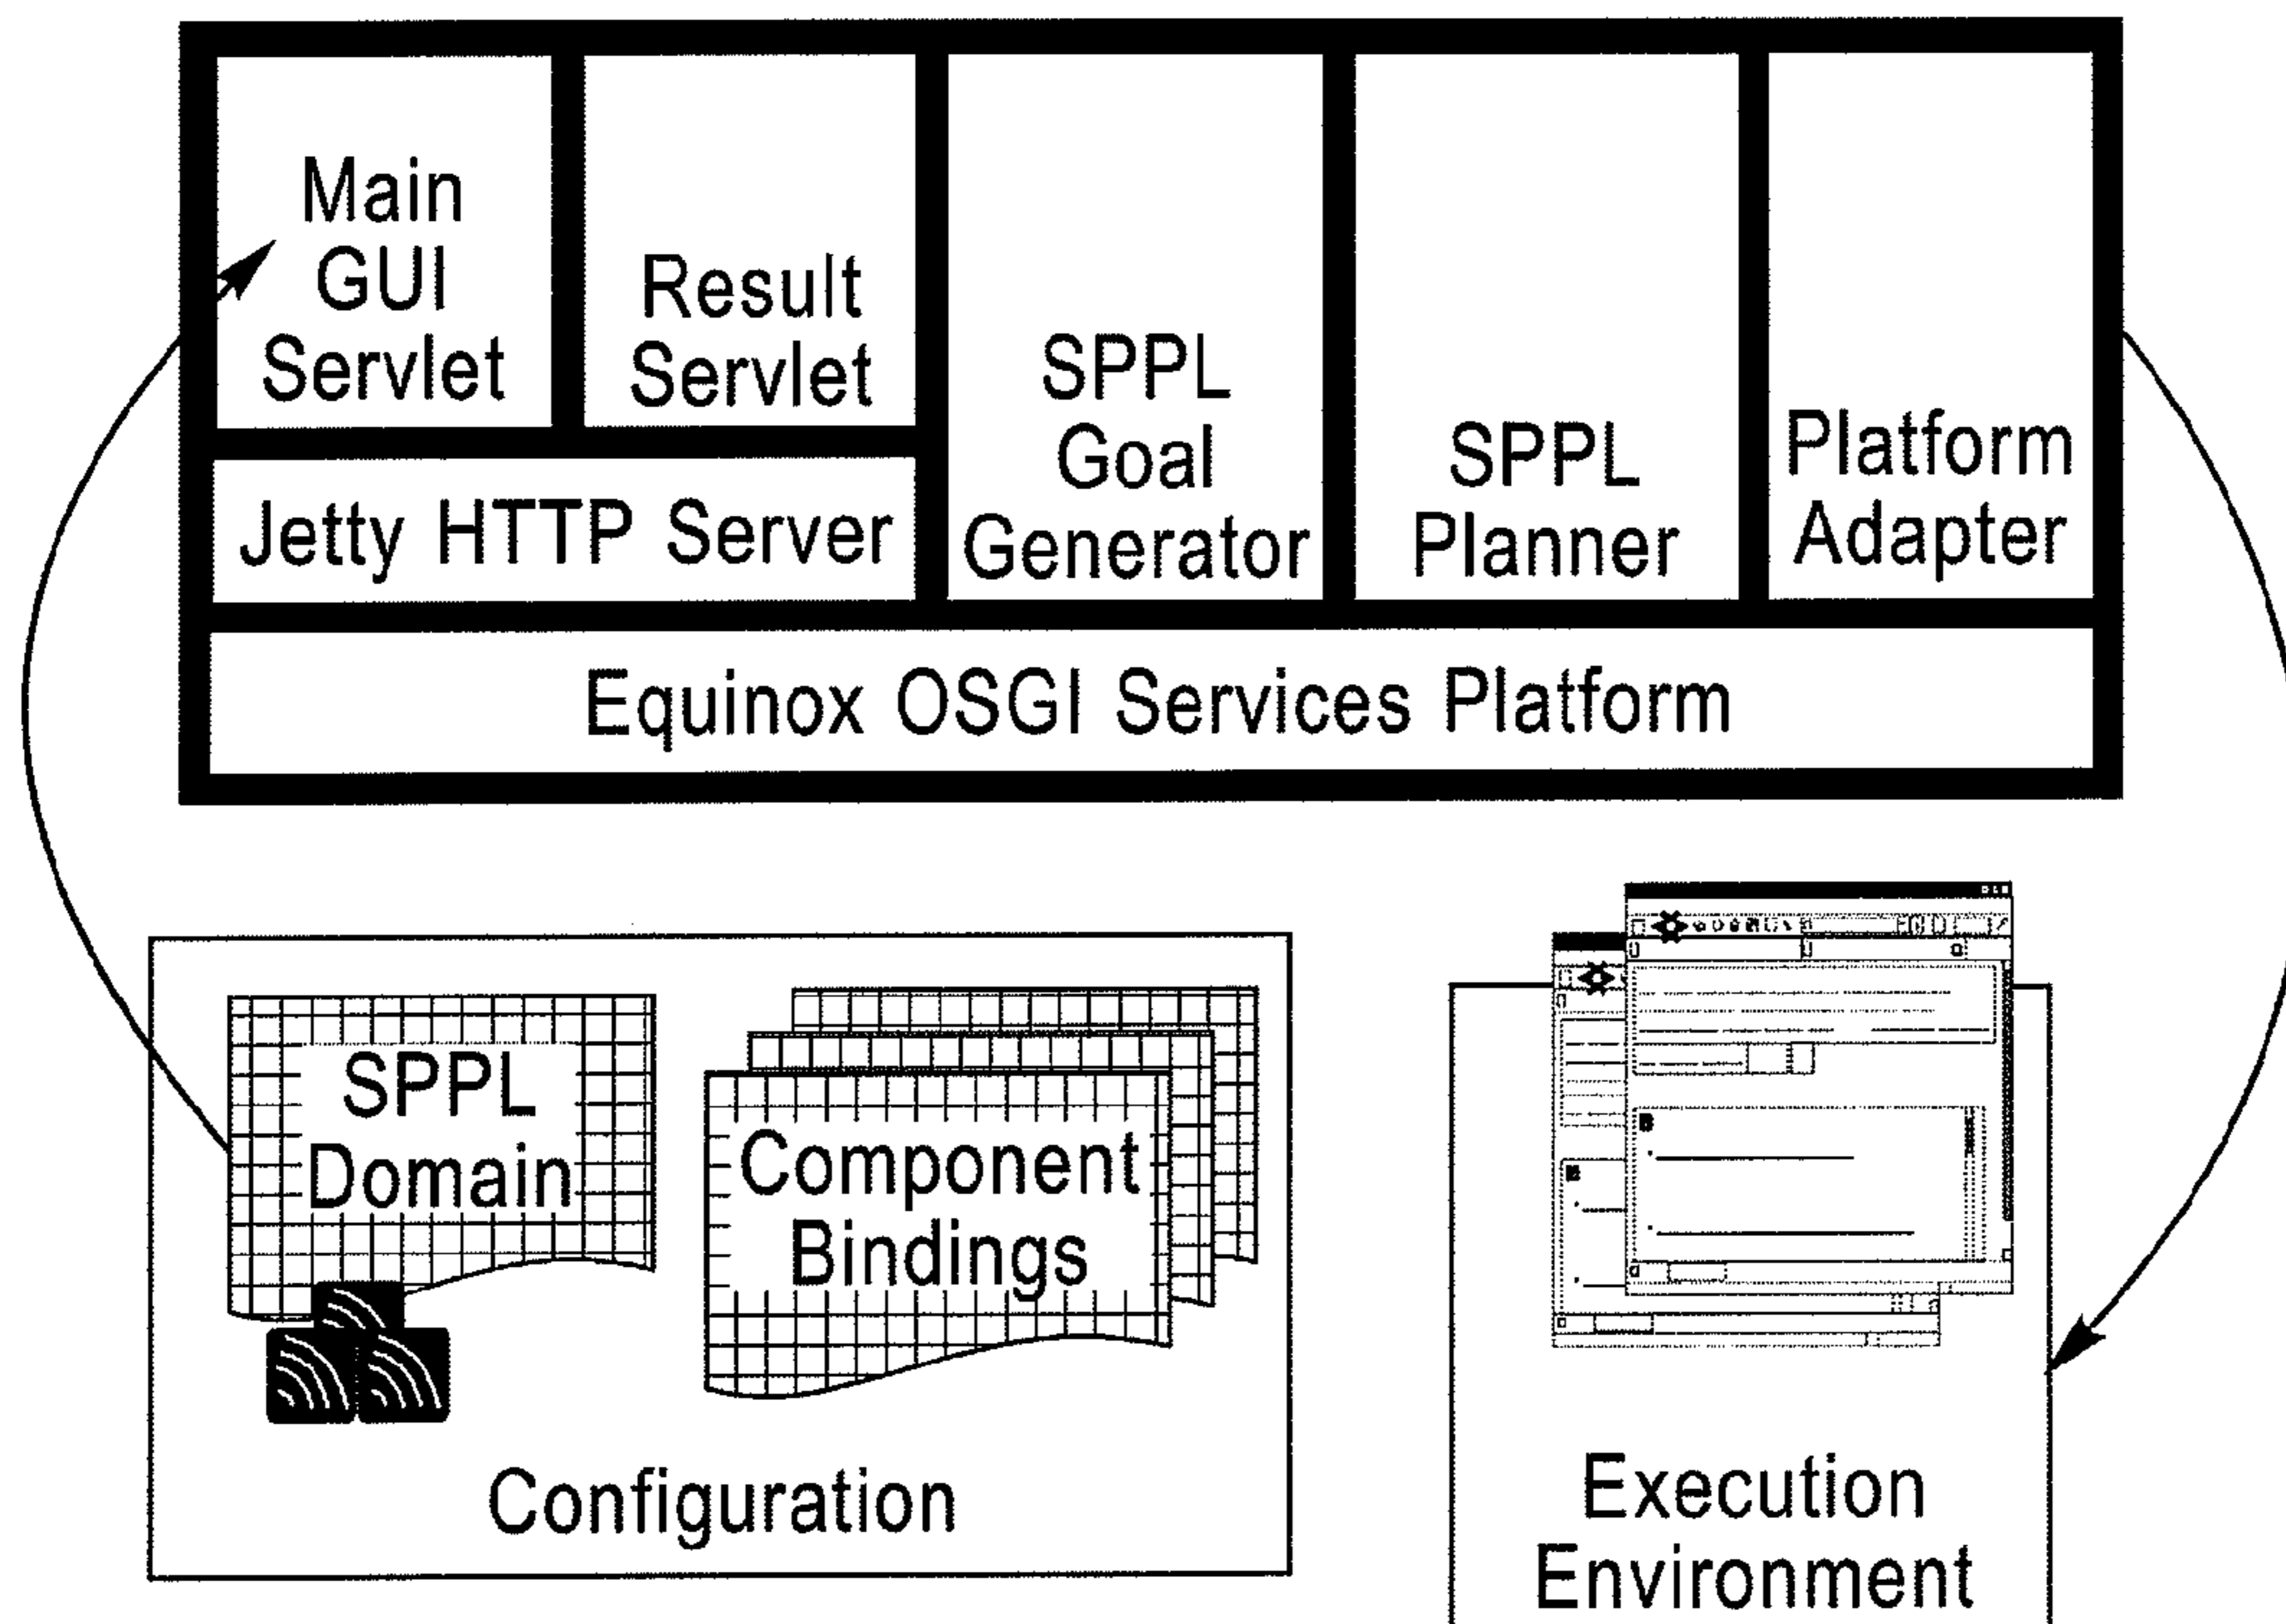 Main
GUI
Servlet
Result
Servlet
SPPL
Goal
Generator
SPPL
Planner
Platform
Adapter
Jetty HTTP Server
Equinox OSGI Services Platform
SPPL
Domain
Component
Bindings
Configuration
Execution
Environment